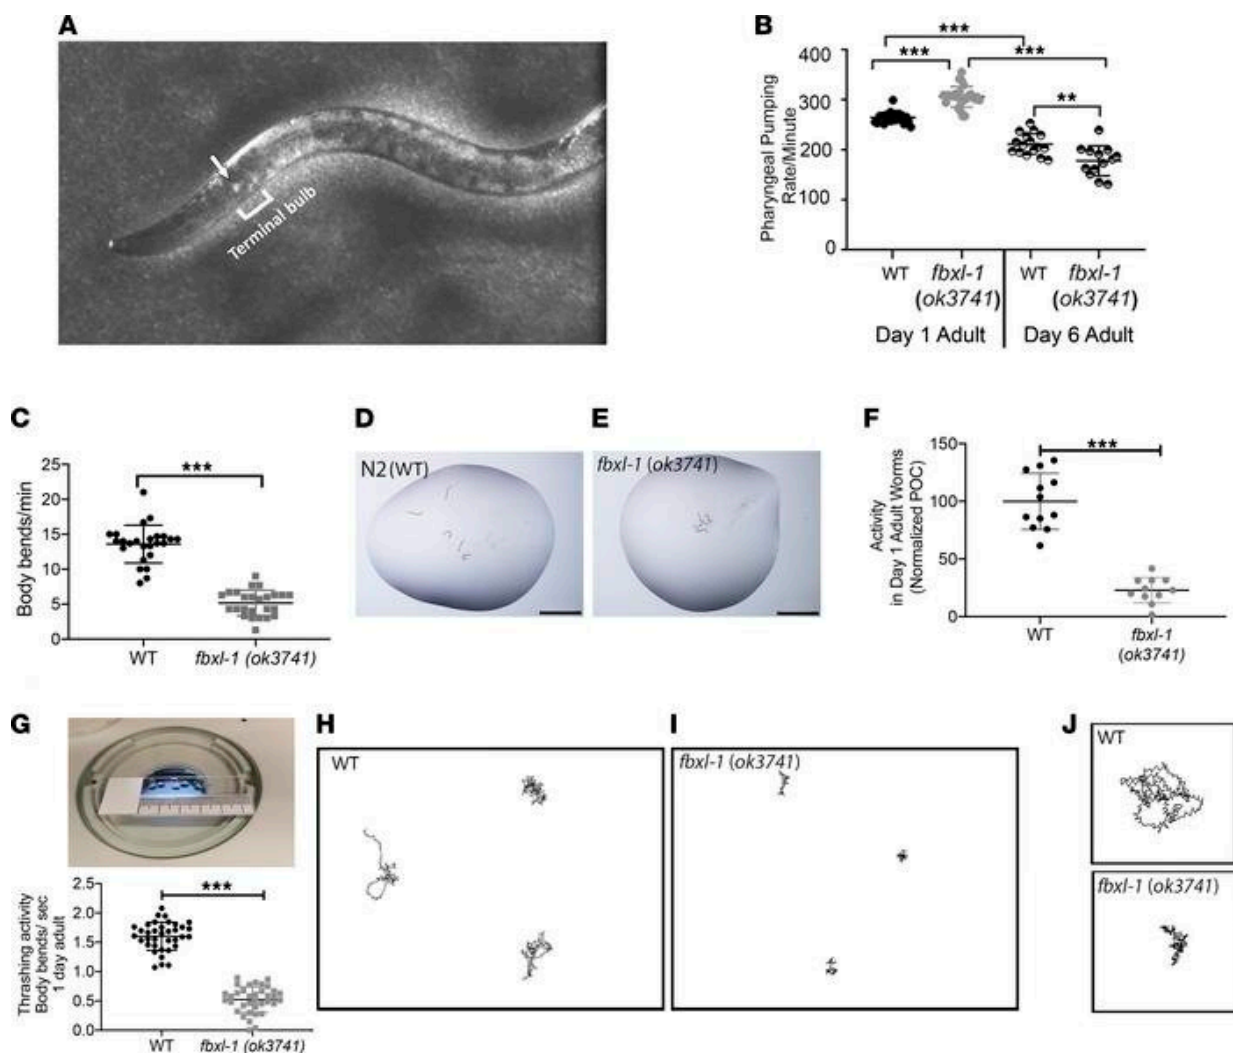 A
Terminal bulb
B
Pharyngeal Pumping
Rate/Minute
400
300
200
100
0
***
***
***
**
WT
fbxl-1
(ok3741)
WT
fbxl-1
(ok3741)
Day 1 Adult
Day 6 Adult
C
Body bends/min
25
20
15
10
5
0
***
WT
fbxl-1 (ok3741)
D
N2 (WT)
E
fbxl-1 (ok3741)
F
Activity
in Day 1 Adult Worms
(Normalized POC)
150
100
50
0
***
WT
fbxl-1
(ok3741)
G
Thrashing activity
Body bends/ sec
1 day adult
2.5
2.0
1.5
1.0
0.5
0.0
***
WT
fbxl-1 (ok3741)
H
WT
I
fbxl-1 (ok3741)
J
WT
fbxl-1 (ok3741)